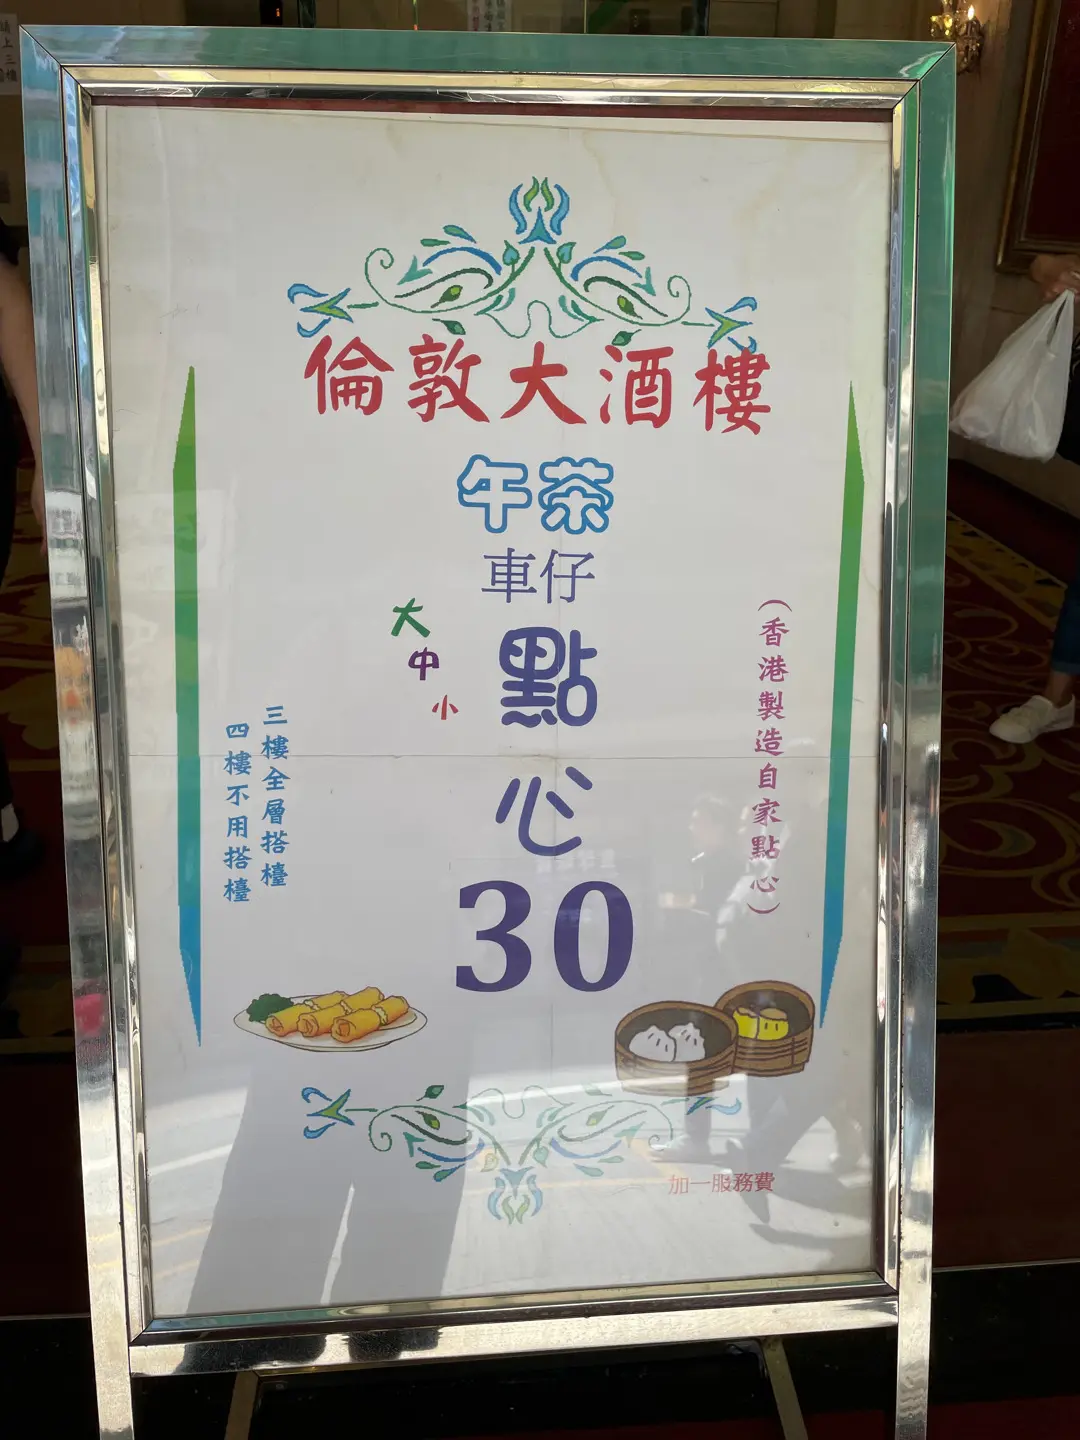 倫敦大酒樓
午茶
車仔
大
中
小
點
心
30
(香港製造自家點心)
三樓全層搭檯
四樓不用搭檯
加一服務費